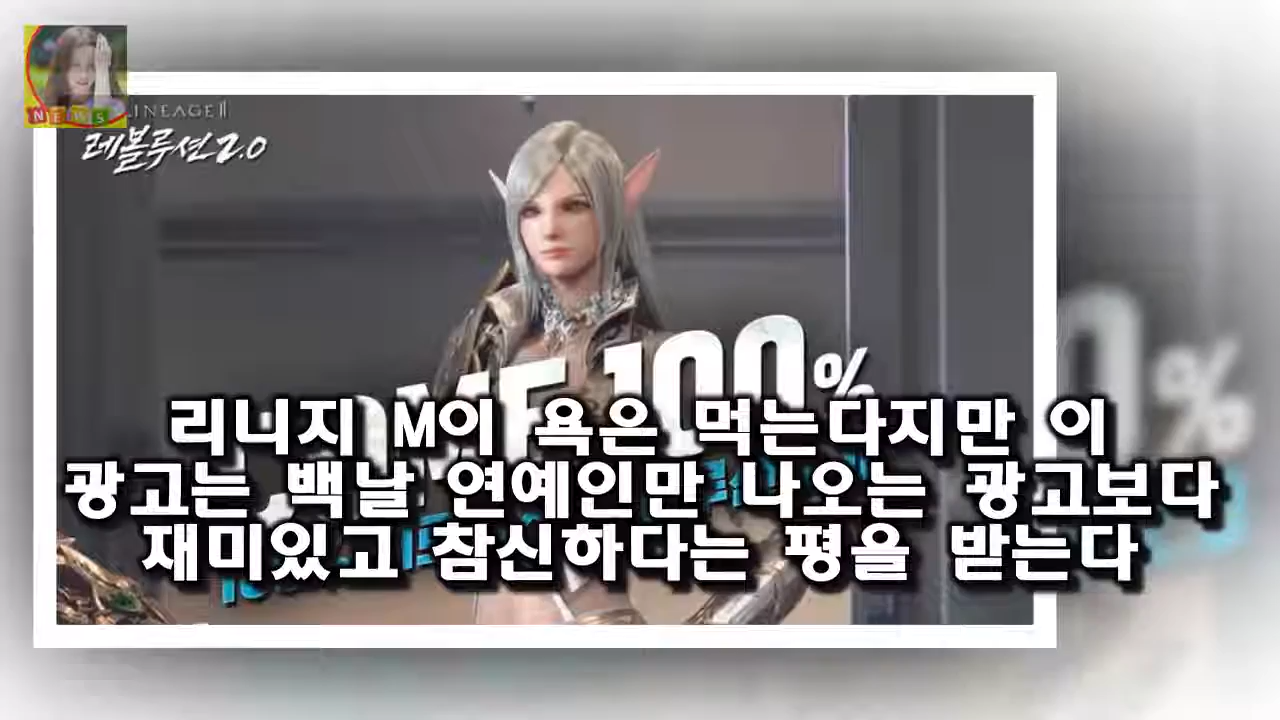 NEWS
LINEAGE II
레볼루션 2.0
100%
리니지 M이 욕은 먹는다지만 이
광고는 백날 연예인만 나오는 광고보다
재미있고 참신하다는 평을 받는다